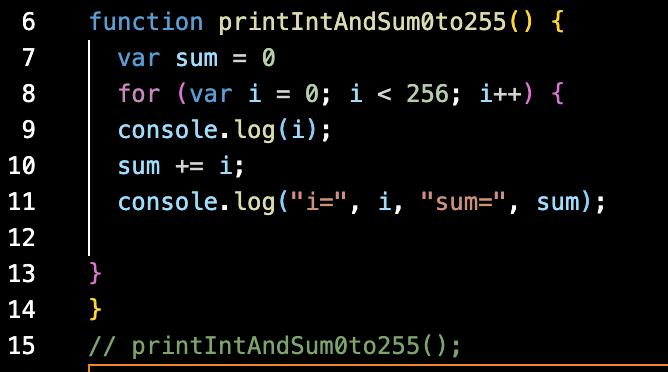 6 function printIntAndSum0to255() {
7 var sum = 0
8 for (var i = 0; i < 256; i++) {
9 console.log(i);
10 sum += i;
11 console.log("i=", i, "sum=", sum);
12
13 }
14 }
15 // printIntAndSum0to255();